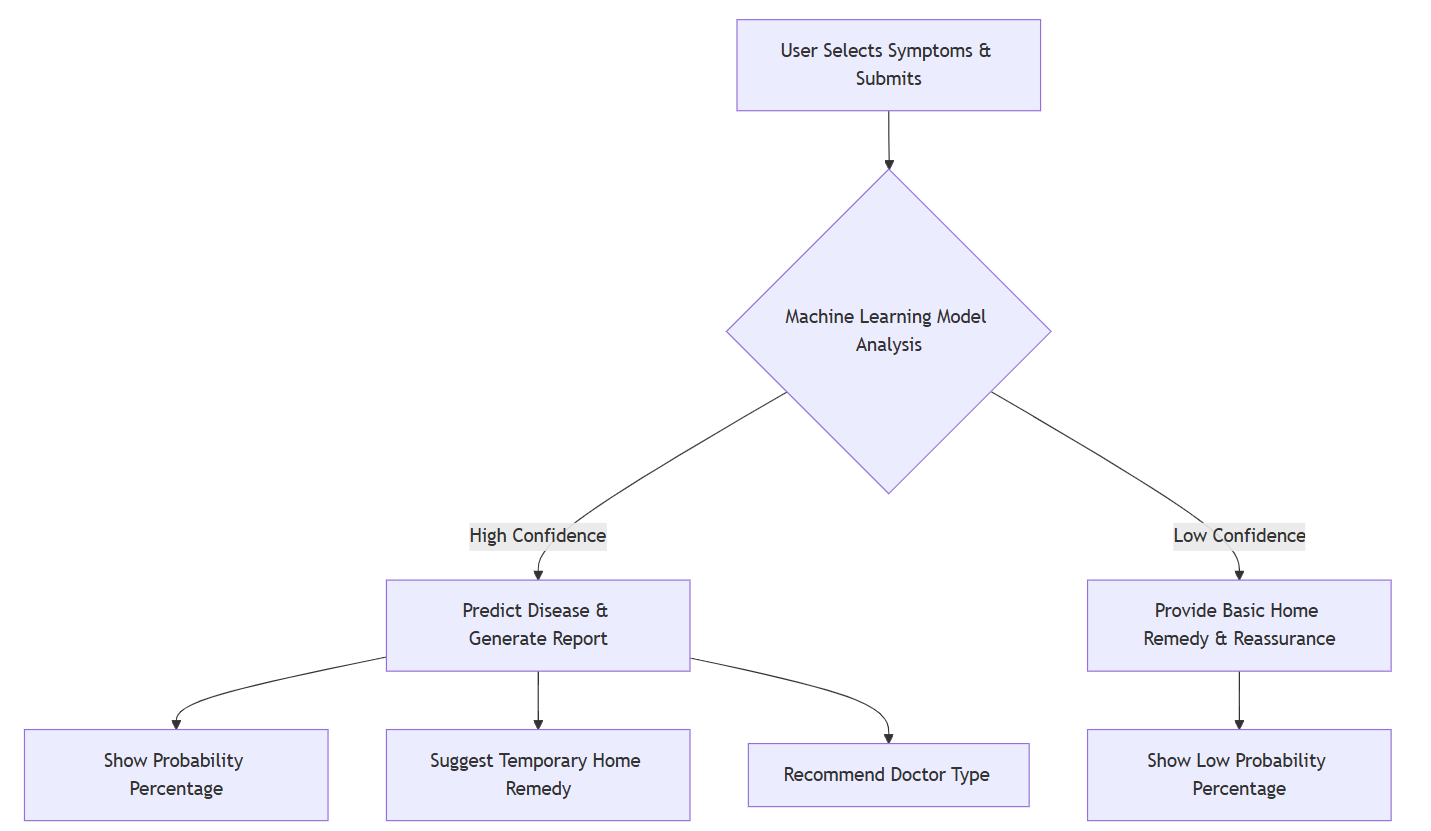 User Selects Symptoms &
Submits
Machine Learning Model
Analysis
High Confidence
Low Confidence
Predict Disease &
Generate Report
Provide Basic Home
Remedy & Reassurance
Show Probability
Percentage
Suggest Temporary Home
Remedy
Recommend Doctor Type
Show Low Probability
Percentage